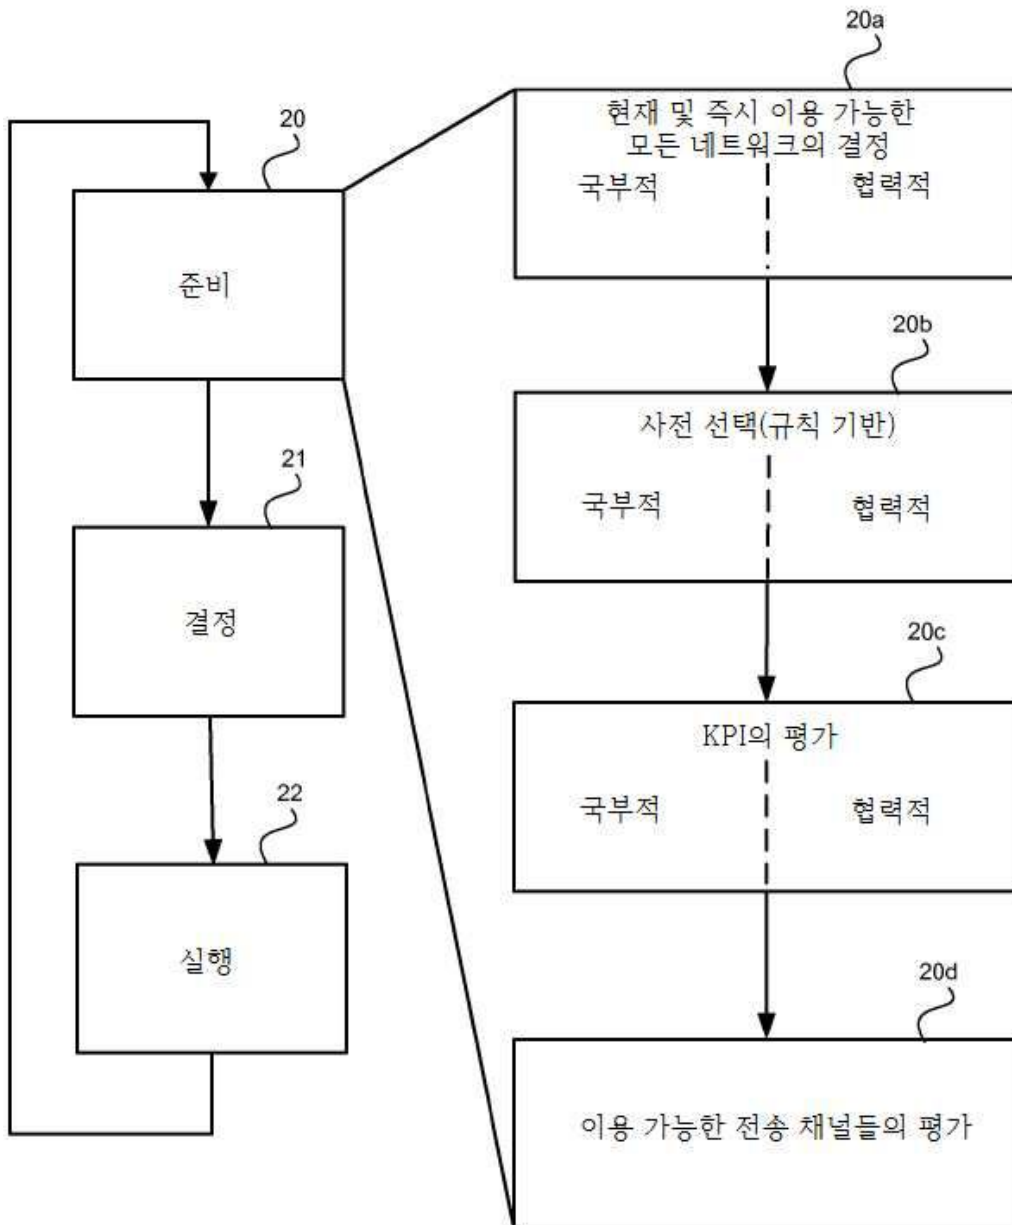 20
준비
21
결정
22
실행
20a
현재 및 즉시 이용 가능한
모든 네트워크의 결정
국부적 협력적
20b
사전 선택(규칙 기반)
국부적 협력적
20c
KPI의 평가
국부적 협력적
20d
이용 가능한 전송 채널들의 평가